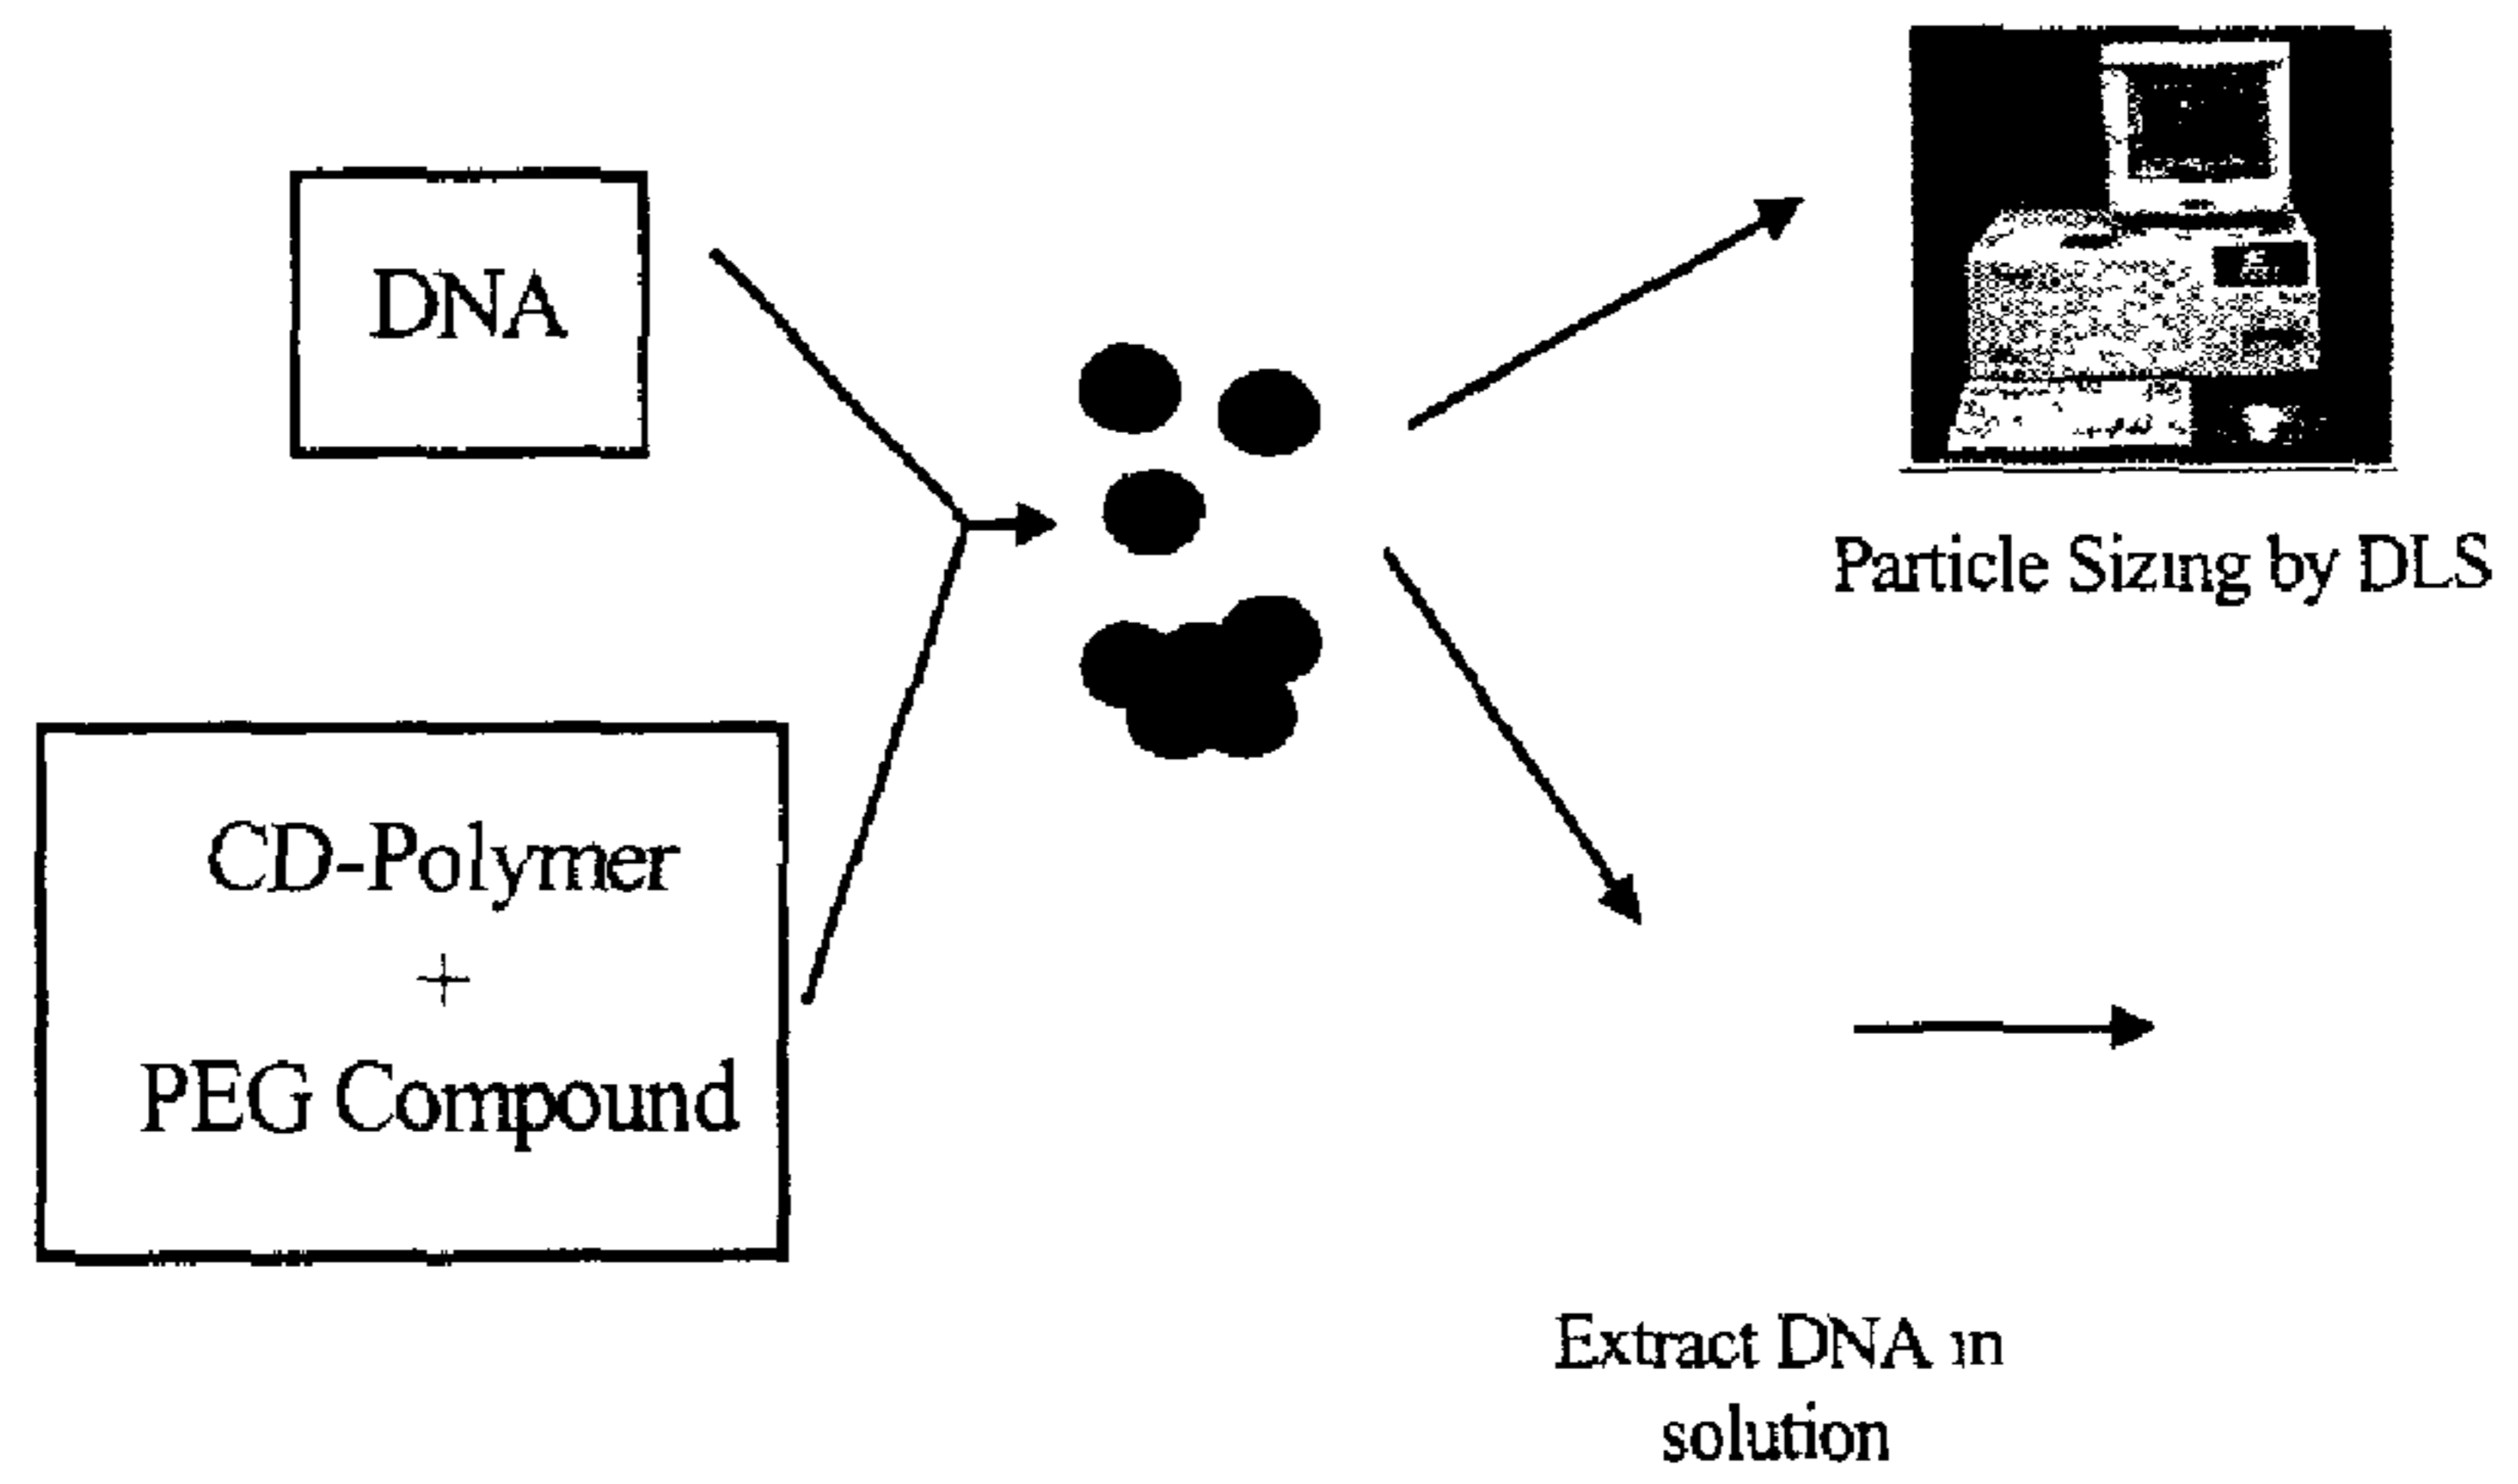 DNA
CD-Polymer
+
PEG Compound
Particle Sizing by DLS
Extract DNA in
solution